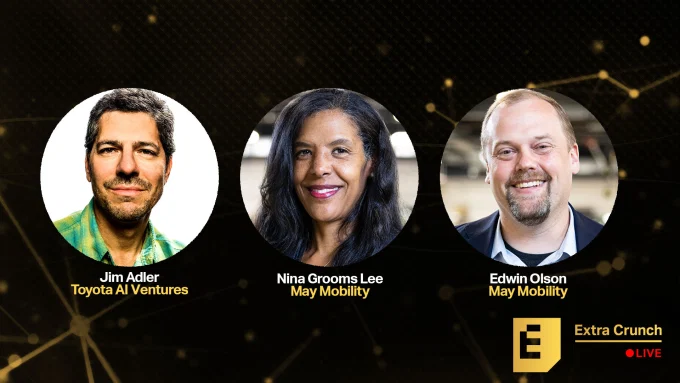 Jim Adler
Toyota AI Ventures
Nina Grooms Lee
May Mobility
Edwin Olson
May Mobility
E
Extra Crunch
LIVE